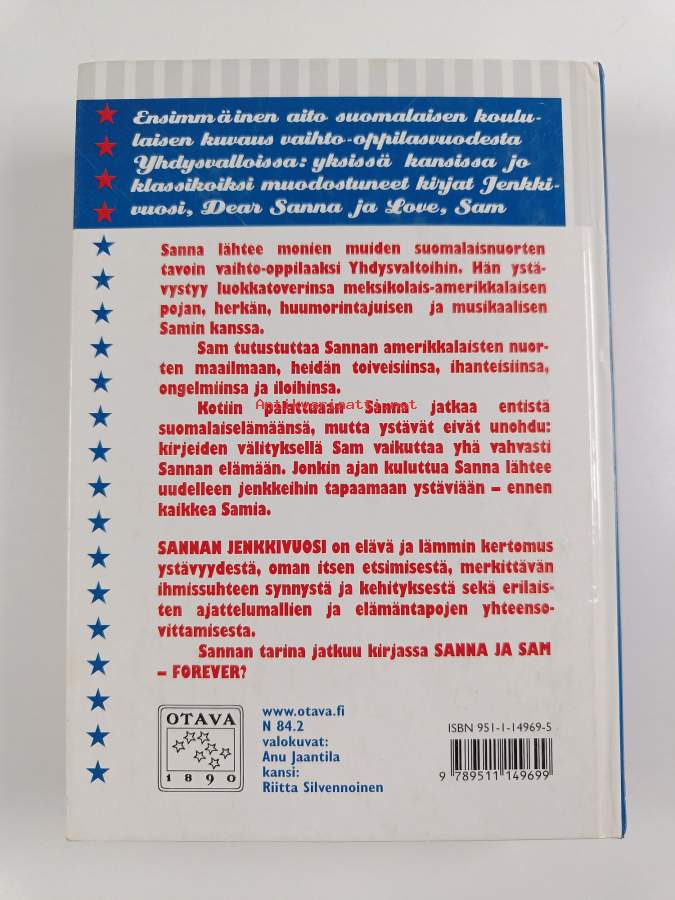 Ensimmäinen aito suomalaisen koulu-
laisen kuvaus vaihto-oppilasvuodesta
Yhdysvalloissa: yksissä kansissa jo
klassikoiksi muodostuneet kirjat Jenkki-
vuosi, Dear Sanna ja Love, Sam
Sanna lähtee monien muiden suomalaisnuorten
tavoin vaihto-oppilaaksi Yhdysvaltoihin. Hän ystä-
vystyy luokkatoverinsa meksikolais-amerikkalaisen
pojan, herkän, huumorintajuisen ja musikaalisen
Samin kanssa.
Sam tutustuttaa Sannan amerikkalaisten nuor-
ten maailmaan, heidän toiveisiinsa, ihanteisiinsa,
ongelmiinsa ja iloihinsa.
Antikvariaatti.net
Kotiin palattuaan Sanna jatkaa entistä
suomalaiselämäänsä, mutta ystävät eivät unohdu:
kirjeiden välityksellä Sam vaikuttaa yhä vahvasti
Sannan elämään. Jonkin ajan kuluttua Sanna lähtee
uudelleen jenkkeihin tapaamaan ystäviään – ennen
kaikkea Samia.
SANNAN JENKKIVUOSI on elävä ja lämmin kertomus
ystävyydestä, oman itsen etsimisestä, merkittävän
ihmissuhteen synnystä ja kehityksestä sekä erilais-
ten ajattelumallien ja elämäntapojen yhteenso-
vittamisesta.
Sannan tarina jatkuu kirjassa SANNA JA SAM
– FOREVER?
OTAVA
1890
www.otava.fi
N 84.2
valokuvat:
Anu Jaantila
kansi:
Riitta Silvennoinen
ISBN 951-1-14969-5
9 789511 149699